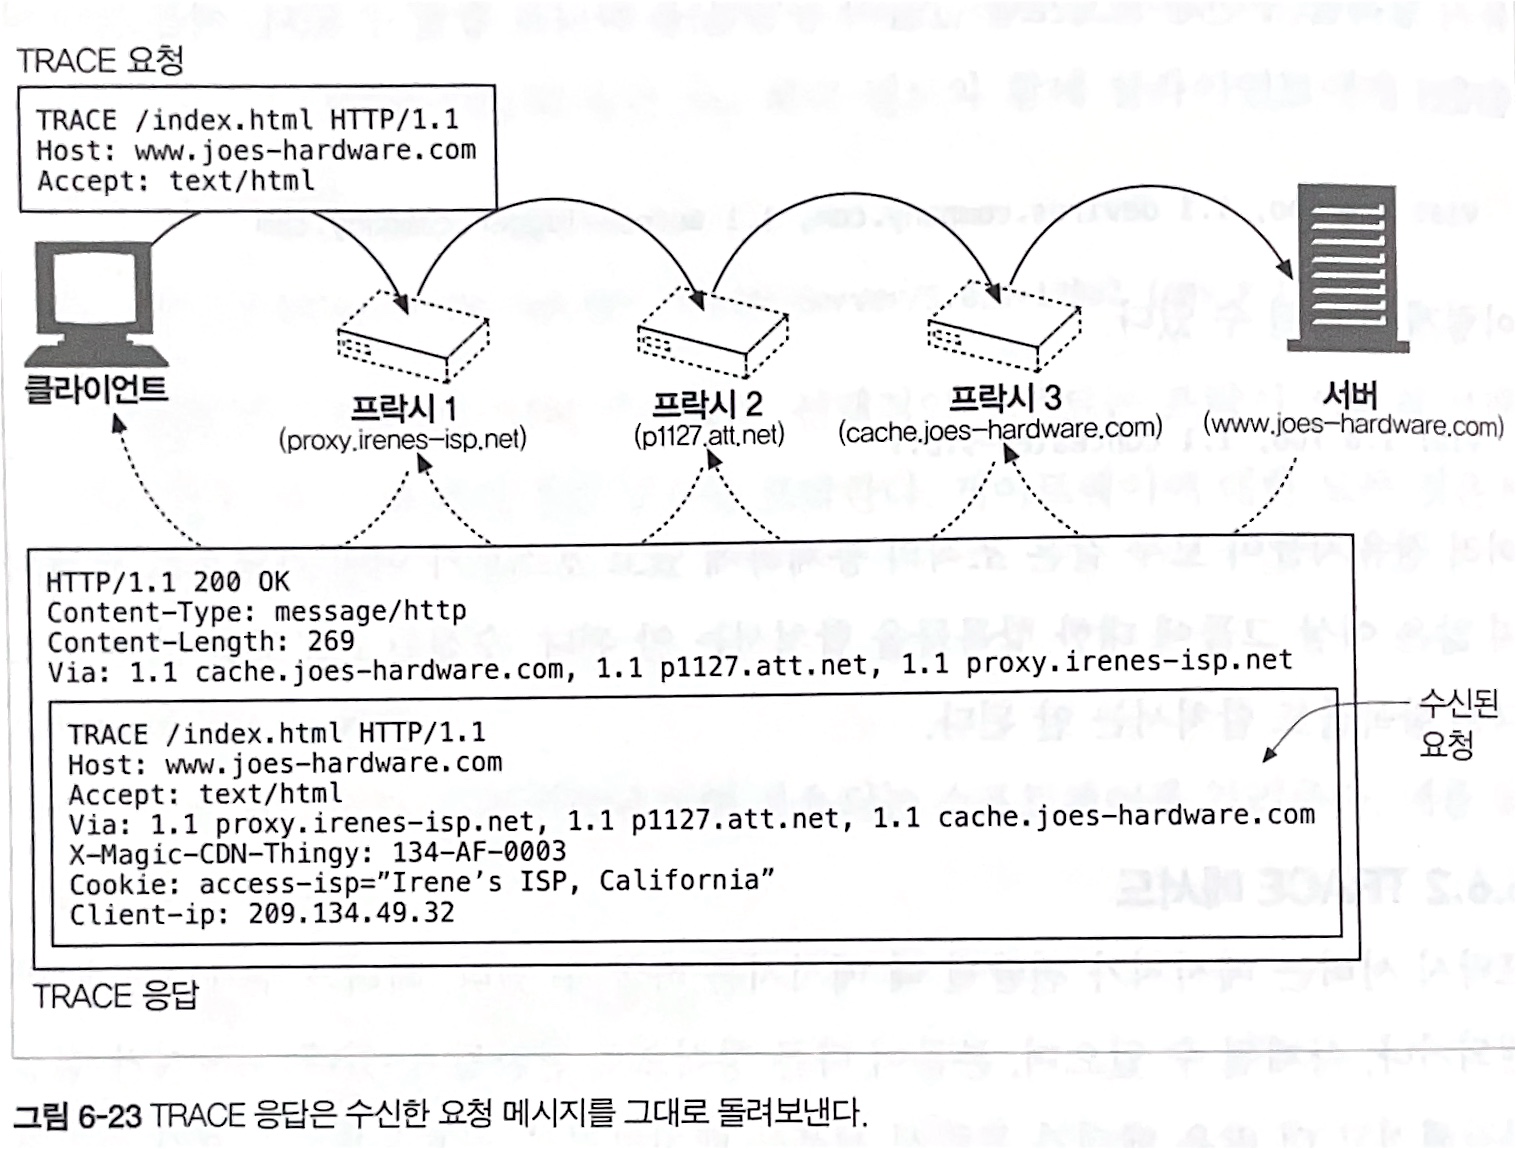 TRACE 요청
TRACE /index.html HTTP/1.1
Host: www.joes-hardware.com
Accept: text/html
클라이언트
프락시 1
(proxy.irenes-isp.net)
프락시 2
(p1127.att.net)
프락시 3
(cache.joes-hardware.com)
서버
(www.joes-hardware.com)
HTTP/1.1 200 OK
Content-Type: message/http
Content-Length: 269
Via: 1.1 cache.joes-hardware.com, 1.1 p1127.att.net, 1.1 proxy.irenes-isp.net
수신된
요청
TRACE /index.html HTTP/1.1
Host: www.joes-hardware.com
Accept: text/html
Via: 1.1 proxy.irenes-isp.net, 1.1 p1127.att.net, 1.1 cache.joes-hardware.com
X-Magic-CDN-Thingy: 134-AF-0003
Cookie: access-isp=”Irene’s ISP, California”
Client-ip: 209.134.49.32
TRACE 응답
그림 6-23 TRACE 응답은 수신한 요청 메시지를 그대로 돌려보낸다.